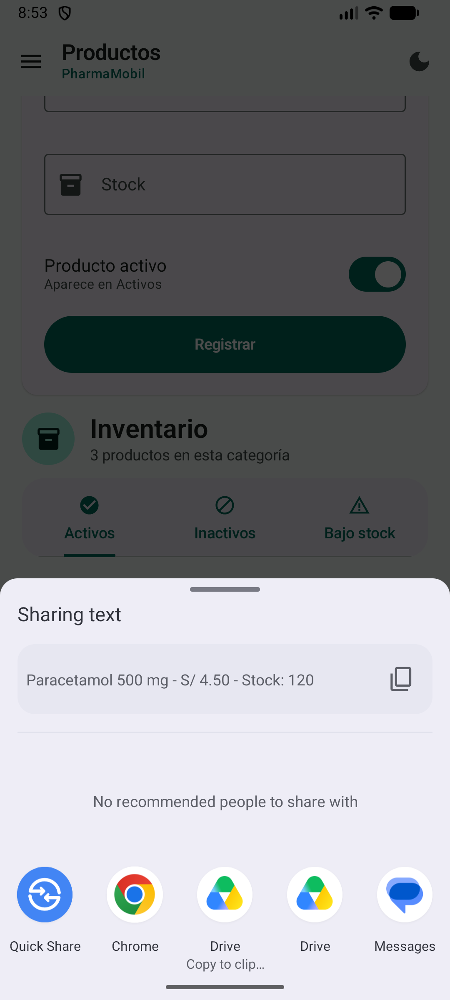 8:53
Productos
PharmaMobil
Stock
Producto activo
Aparece en Activos
Registrar
Inventario
3 productos en esta categoría
Activos
Inactivos
Bajo stock
Sharing text
Paracetamol 500 mg - S/ 4.50 - Stock: 120
No recommended people to share with
Quick Share
Chrome
Drive
Copy to clip…
Drive
Messages